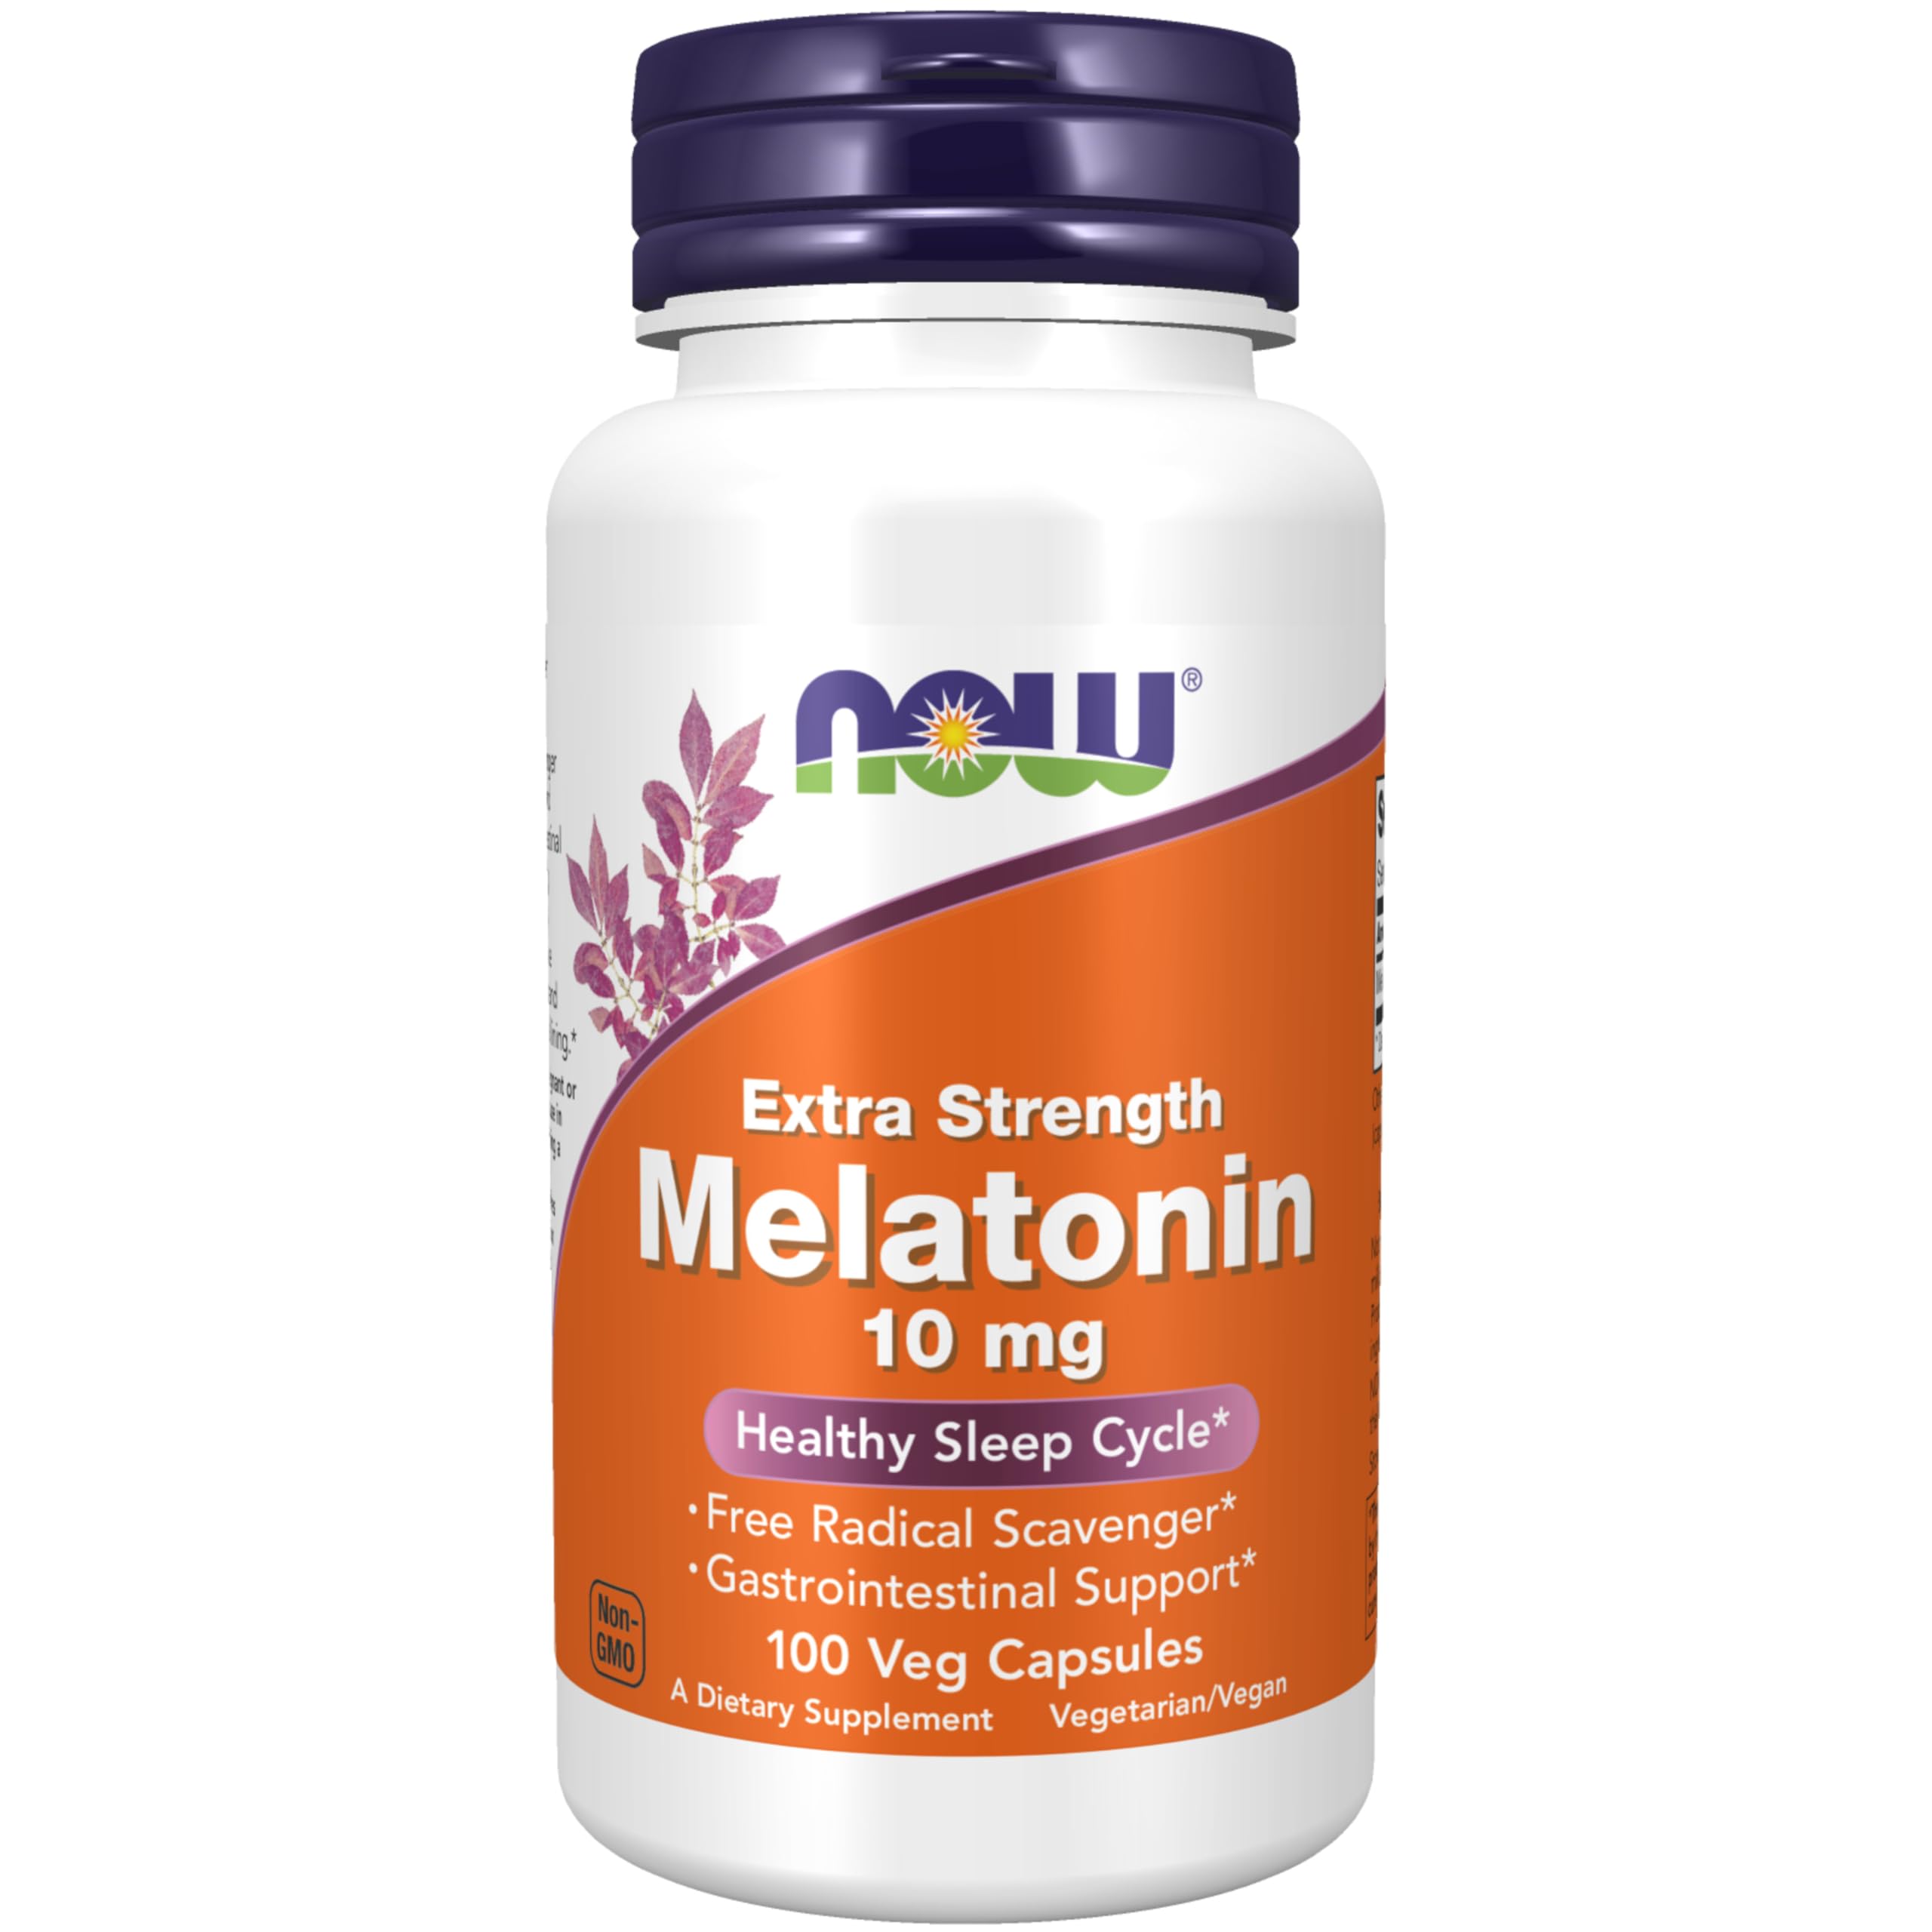 now®
Extra Strength
Melatonin
10 mg
Healthy Sleep Cycle*
• Free Radical Scavenger*
• Gastrointestinal Support*
100 Veg Capsules
Non-
GMO
A Dietary Supplement Vegetarian/Vegan